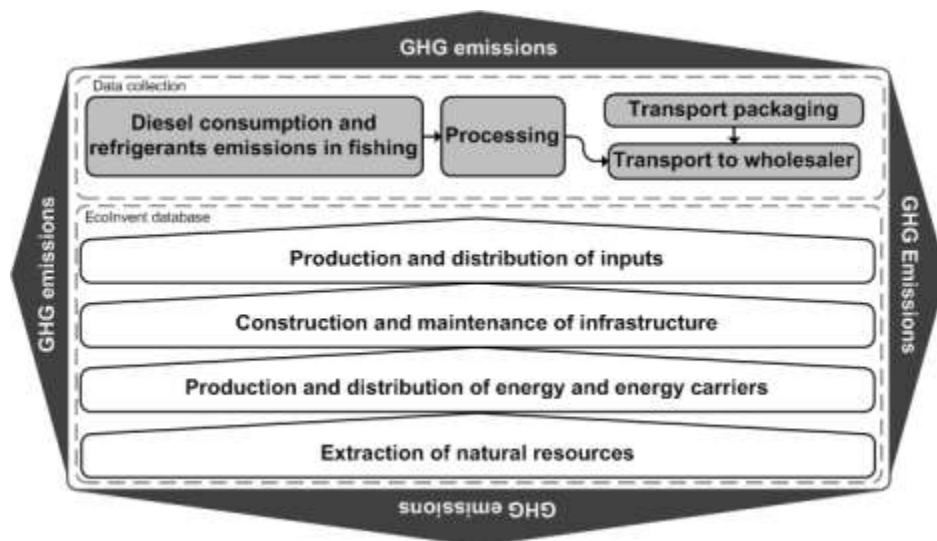 GHG emissions
Data collection
Diesel consumption and
refrigerants emissions in fishing
Processing
Transport packaging
Transport to wholesaler
EcoInvent database
Production and distribution of inputs
Construction and maintenance of infrastructure
Production and distribution of energy and energy carriers
Extraction of natural resources
GHG emissions
GHG Emissions
GHG emissions